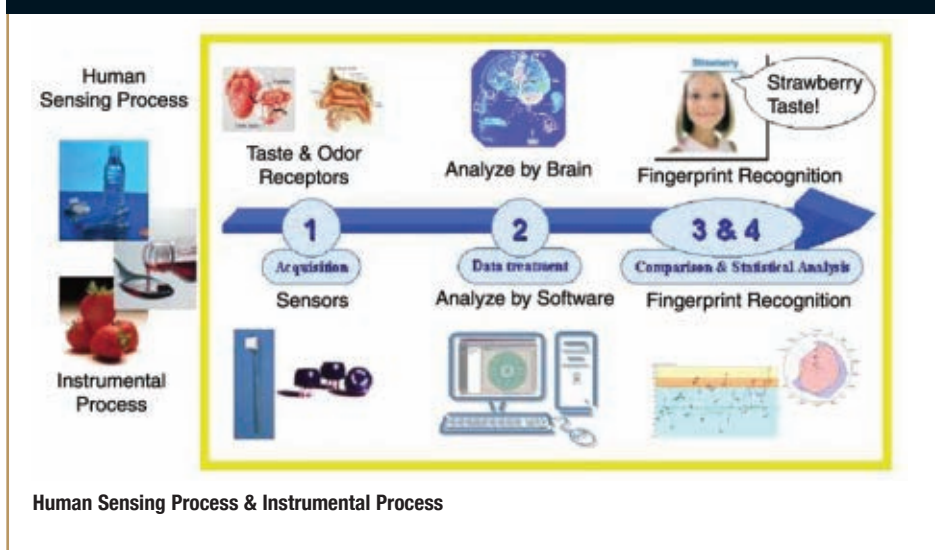 Human
Sensing Process
Taste & Odor
Receptors
Analyze by Brain
Strawberry
Strawberry
Taste!
Fingerprint Recognition
1
2
3 & 4
Acquisition
Data treatment
Comparison & Statistical Analysis
Sensors
Analyze by Software
Fingerprint Recognition
Instrumental
Process
Human Sensing Process & Instrumental Process